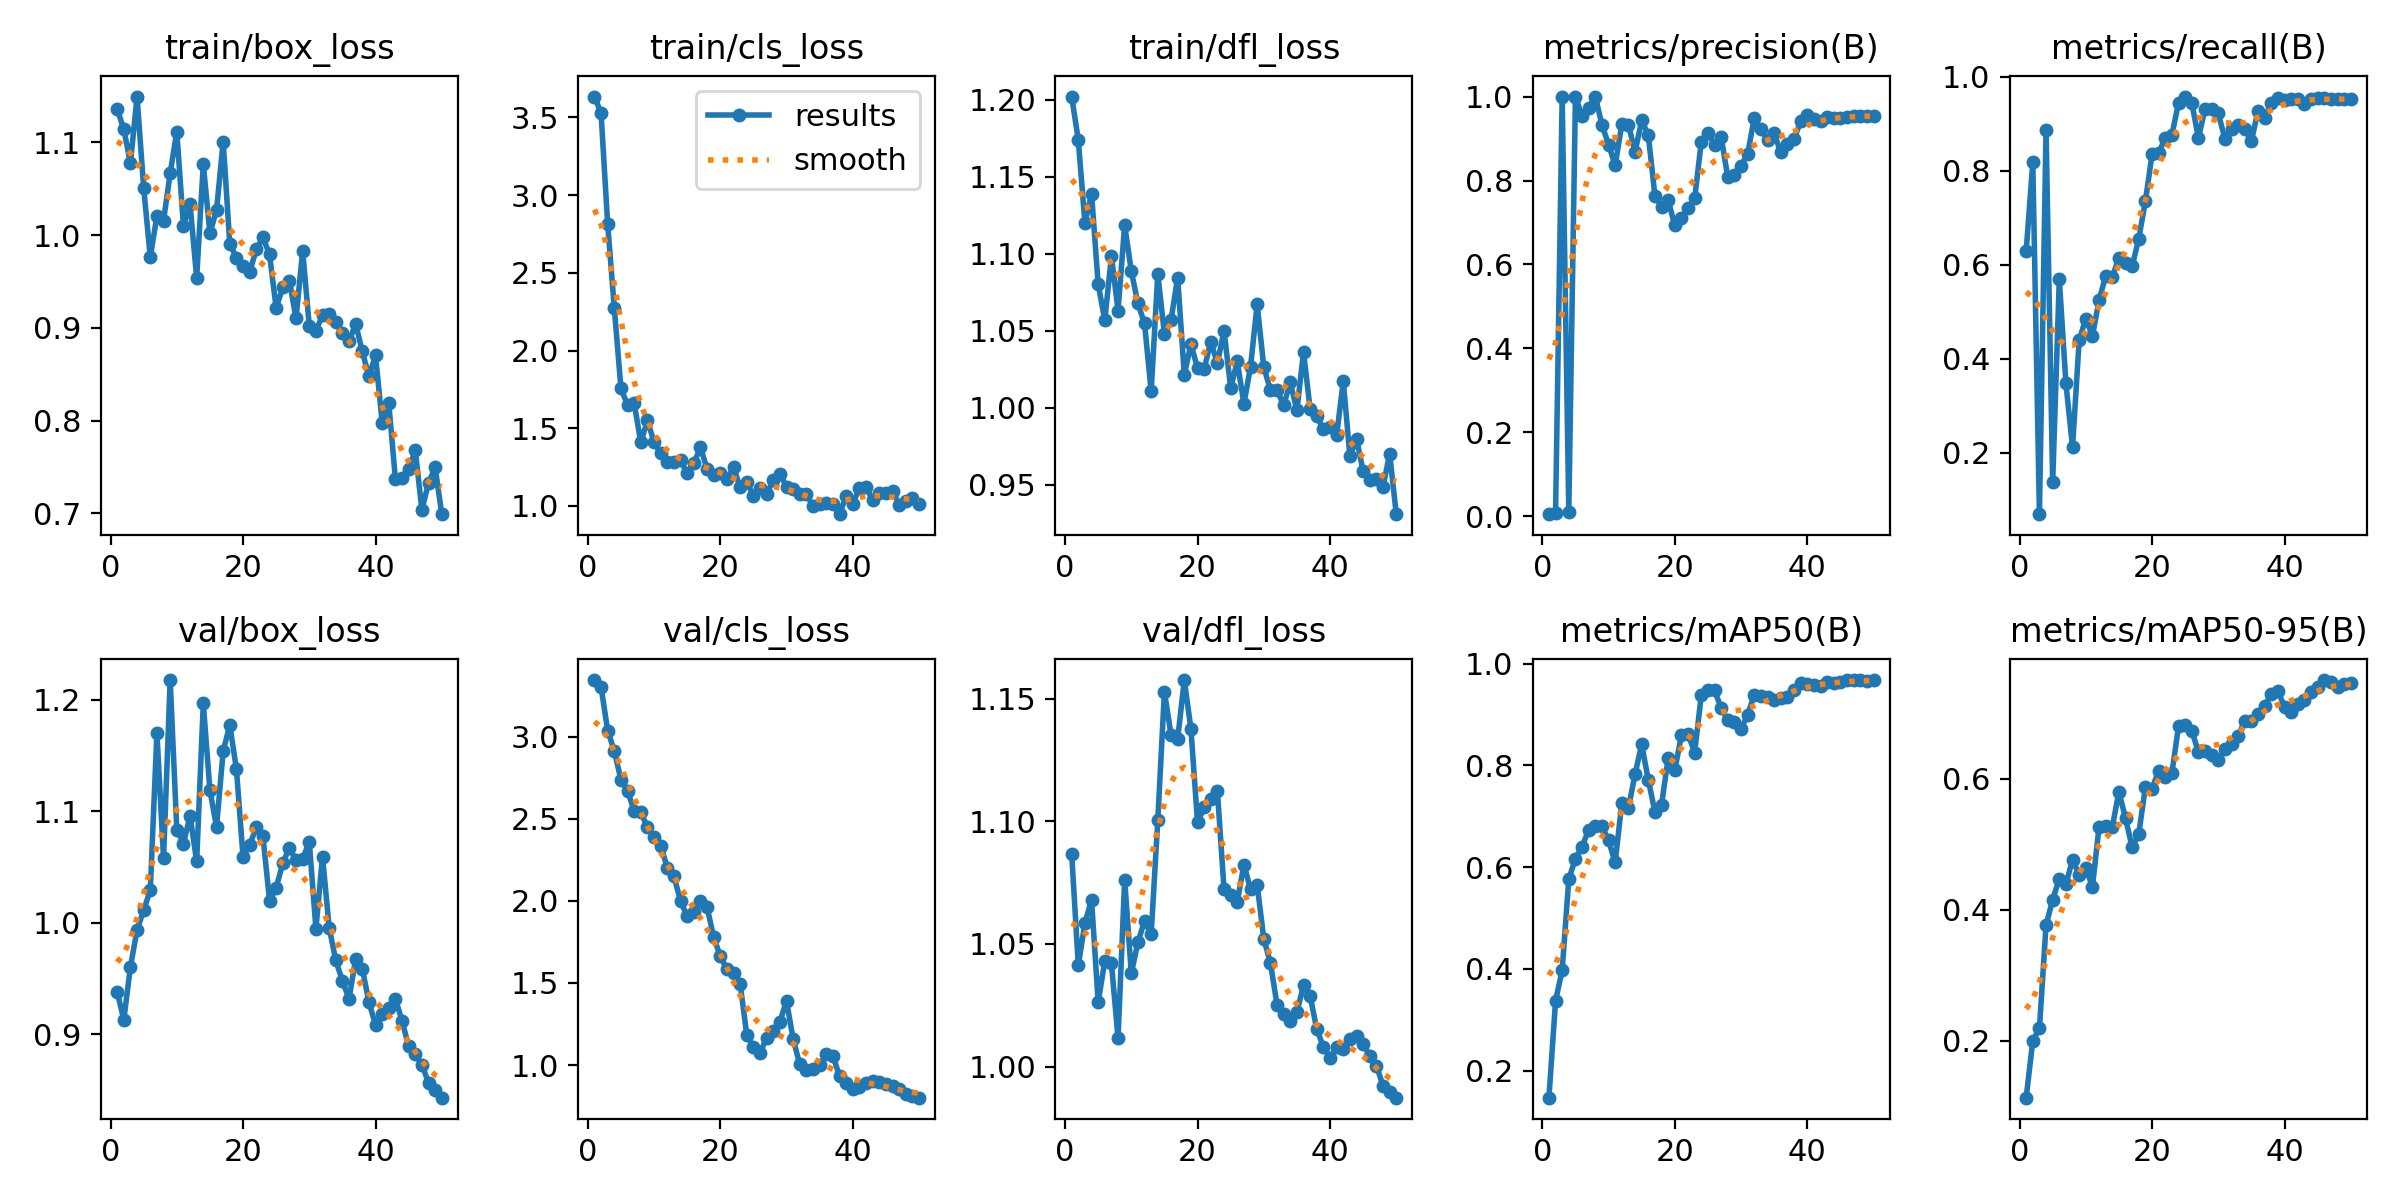 train/box_loss
1.1
1.0
0.9
0.8
0.7
0 20 40
train/cls_loss
results
smooth
3.5
3.0
2.5
2.0
1.5
1.0
0 20 40
train/dfl_loss
1.20
1.15
1.10
1.05
1.00
0.95
0 20 40
metrics/precision(B)
1.0
0.8
0.6
0.4
0.2
0.0
0 20 40
metrics/recall(B)
1.0
0.8
0.6
0.4
0.2
0 20 40
val/box_loss
1.2
1.1
1.0
0.9
0 20 40
val/cls_loss
3.0
2.5
2.0
1.5
1.0
0 20 40
val/dfl_loss
1.15
1.10
1.05
1.00
0 20 40
metrics/mAP50(B)
1.0
0.8
0.6
0.4
0.2
0 20 40
metrics/mAP50-95(B)
0.6
0.4
0.2
0 20 40